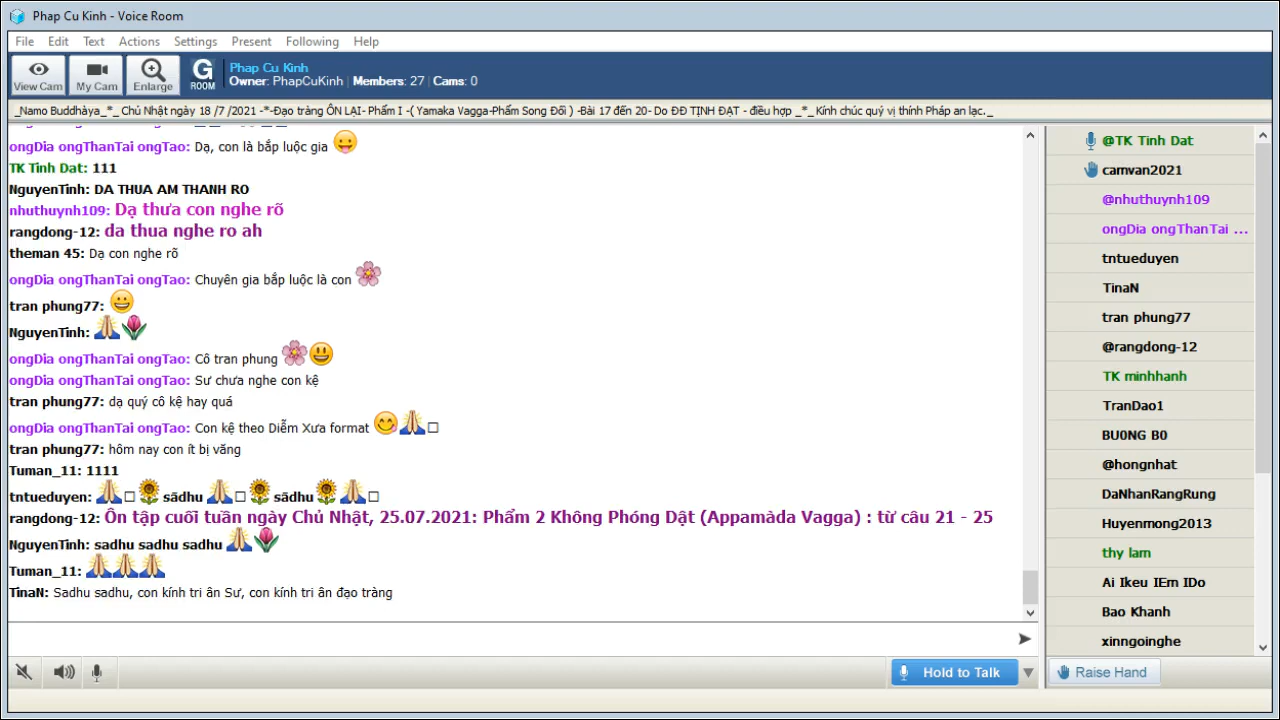 Phap Cu Kinh - Voice Room
File Edit Text Actions Settings Present Following Help
View Cam My Cam Enlarge G ROOM
Phap Cu Kinh
Owner: PhapCuKinh Members: 27 Cams: 0
_Namo Buddhàya_*_ Chủ Nhật ngày 18 /7 /2021 -*-Đạo tràng ÔN LẠI- Phẩm I -( Yamaka Vagga-Phẩm Song Đối ) -Bài 17 đến 20- Do ĐĐ TỊNH ĐẠT - điều hợp _*_ Kính chúc quý vị thính Pháp an lạc._
ongDia ongThanTai ongTao: Dạ, con là bắp luộc gia
TK Tinh Dat: 111
NguyenTinh: DA THUA AM THANH RO
nhuthuynh109: Dạ thưa con nghe rõ
rangdong-12: da thua nghe ro ah
theman 45: Dạ con nghe rõ
ongDia ongThanTai ongTao: Chuyên gia bắp luộc là con
tran phung77:
NguyenTinh:
ongDia ongThanTai ongTao: Cô tran phung
ongDia ongThanTai ongTao: Sư chưa nghe con kệ
tran phung77: dạ quý cô kệ hay quá
ongDia ongThanTai ongTao: Con kệ theo Diễm Xưa format
tran phung77: hôm nay con ít bị văng
Tuman_11: 1111
tntueduyen: sādhu sādhu
rangdong-12: Ôn tập cuối tuần ngày Chủ Nhật, 25.07.2021: Phẩm 2 Không Phóng Dật (Appamàda Vagga) : từ câu 21 - 25
NguyenTinh: sadhu sadhu sadhu
Tuman_11:
TinaN: Sadhu sadhu, con kính tri ân Sư, con kính tri ân đạo tràng
Hold to Talk
@TK Tinh Dat
camvan2021
@nhuthuynh109
ongDia ongThanTai ...
tntueduyen
TinaN
tran phung77
@rangdong-12
TK minhhanh
TranDao1
BU0NG B0
@hongnhat
DaNhanRangRung
Huyenmong2013
thy lam
Ai Ikeu IEm IDo
Bao Khanh
xinngoinghe
Raise Hand